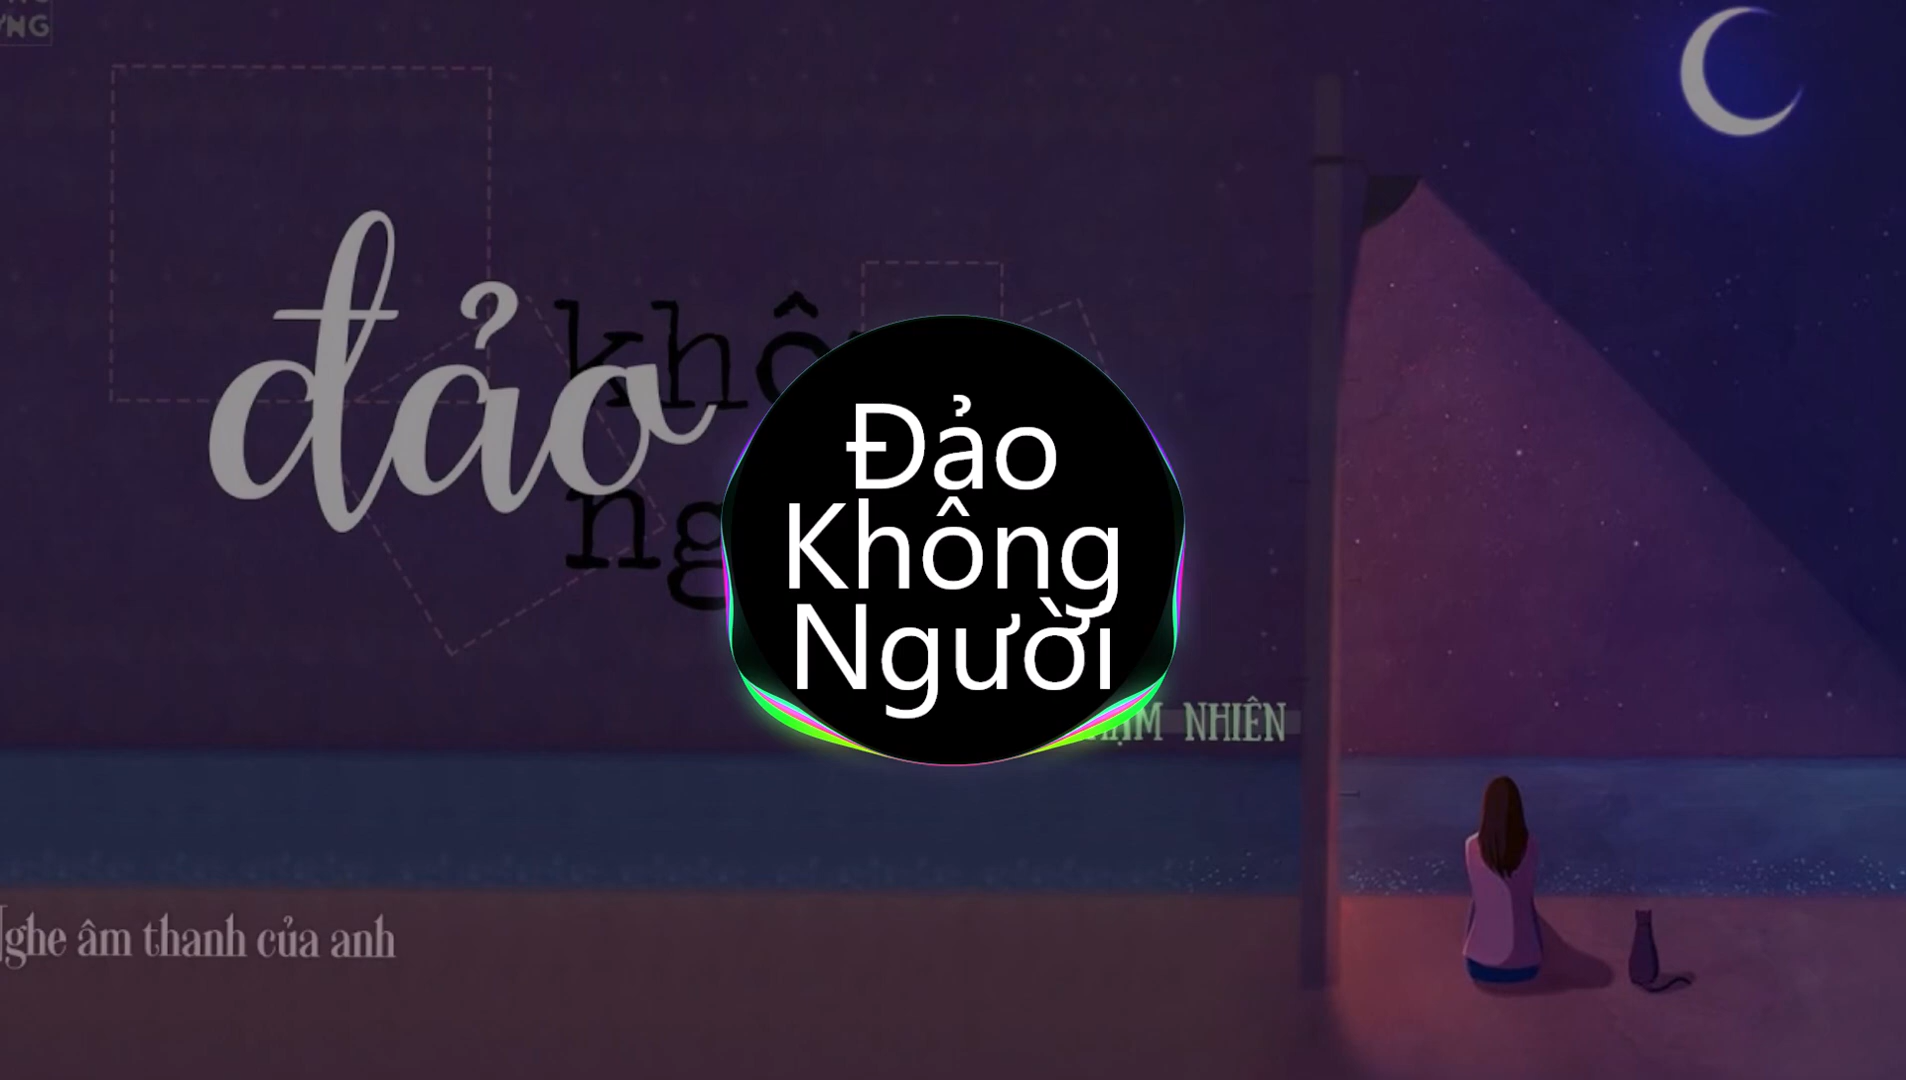 đảo
Đảo
Không
Người
NHIÊN
ghe âm thanh của anh